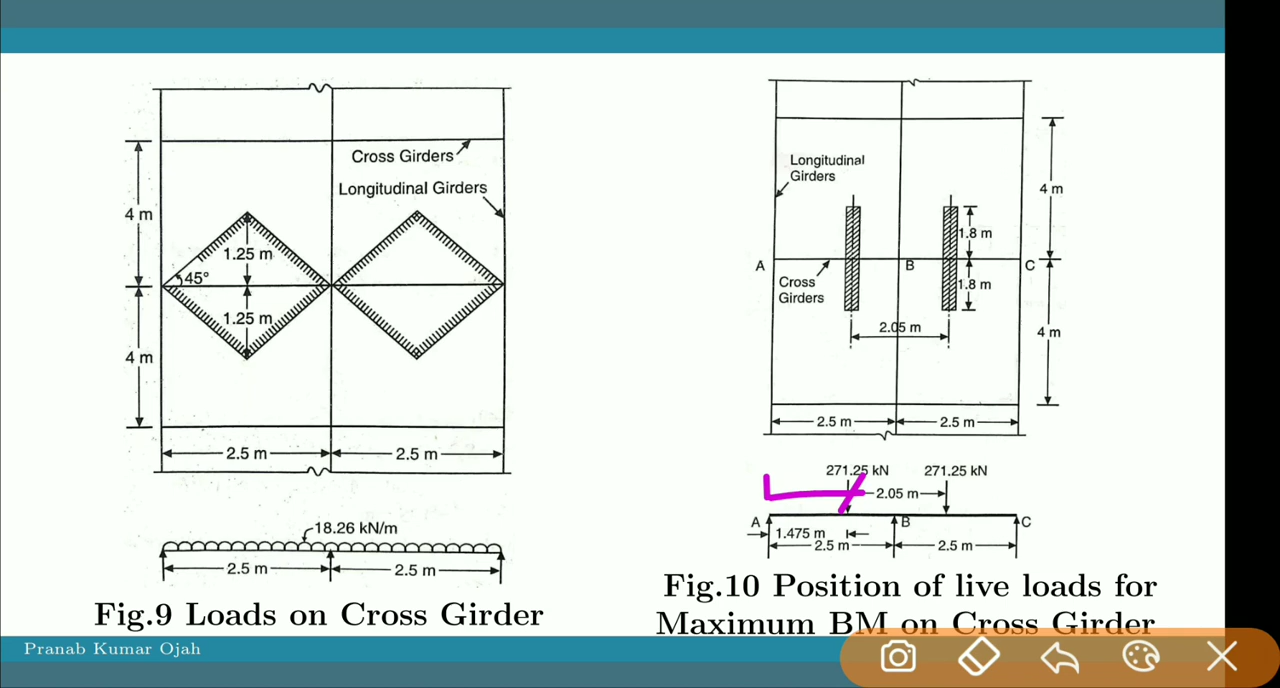 Cross Girders
Longitudinal Girders
4 m
1.25 m
45°
1.25 m
4 m
2.5 m
2.5 m
18.26 kN/m
2.5 m
2.5 m
Fig.9 Loads on Cross Girder
Longitudinal
Girders
4 m
1.8 m
A
B
C
Cross
Girders
1.8 m
2.05 m
4 m
2.5 m
2.5 m
271.25 kN
271.25 kN
2.05 m
A
B
C
1.475 m
2.5 m
2.5 m
Fig.10 Position of live loads for
Maximum BM on Cross Girder
Pranab Kumar Ojah